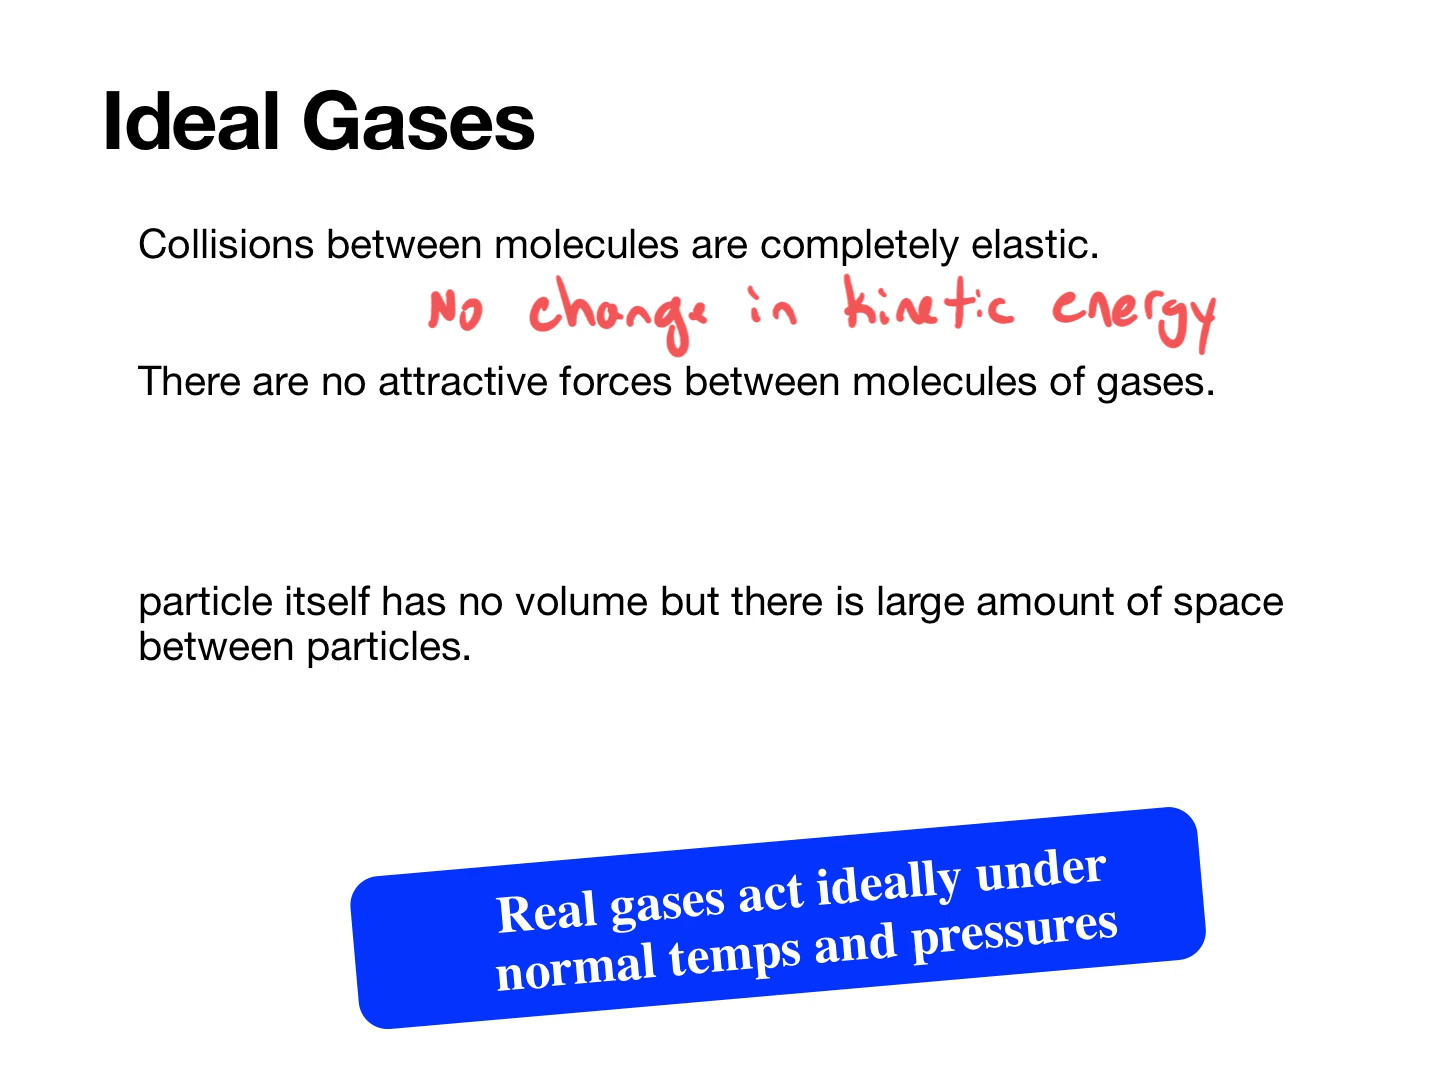 Ideal Gases
Collisions between molecules are completely elastic.
No change in kinetic energy
There are no attractive forces between molecules of gases.
particle itself has no volume but there is large amount of space
between particles.
Real gases act ideally under
normal temps and pressures